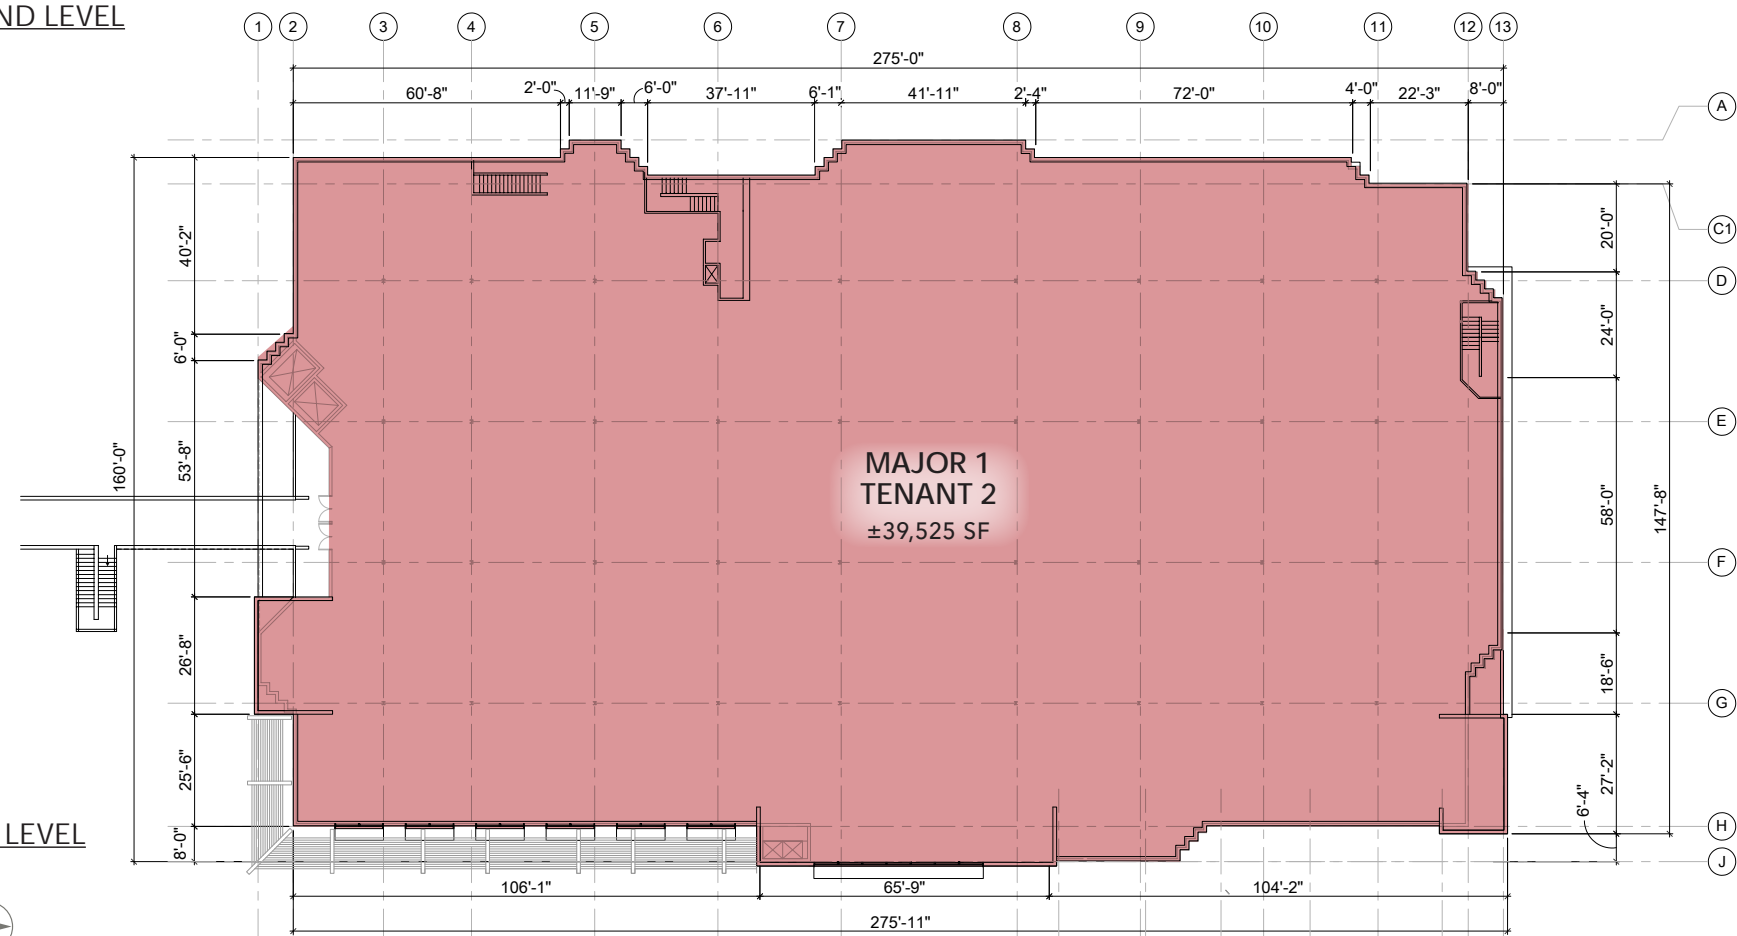 ND LEVEL
1 2 3 4 5 6 7 8 9 10 11 12 13
275'-0"
60'-8" 2'-0" 11'-9" 6'-0" 37'-11" 6'-1" 41'-11" 2'-4" 72'-0" 4'-0" 22'-3" 8'-0"
A
C1
D
E
F
G
H
J
160'-0"
40'-2"
6'-0"
53'-8"
26'-8"
25'-6"
8'-0"
MAJOR 1
TENANT 2
±39,525 SF
20'-0"
24'-0"
58'-0"
147'-8"
18'-6"
27'-2"
6'-4"
LEVEL
106'-1" 65'-9" 104'-2"
275'-11"